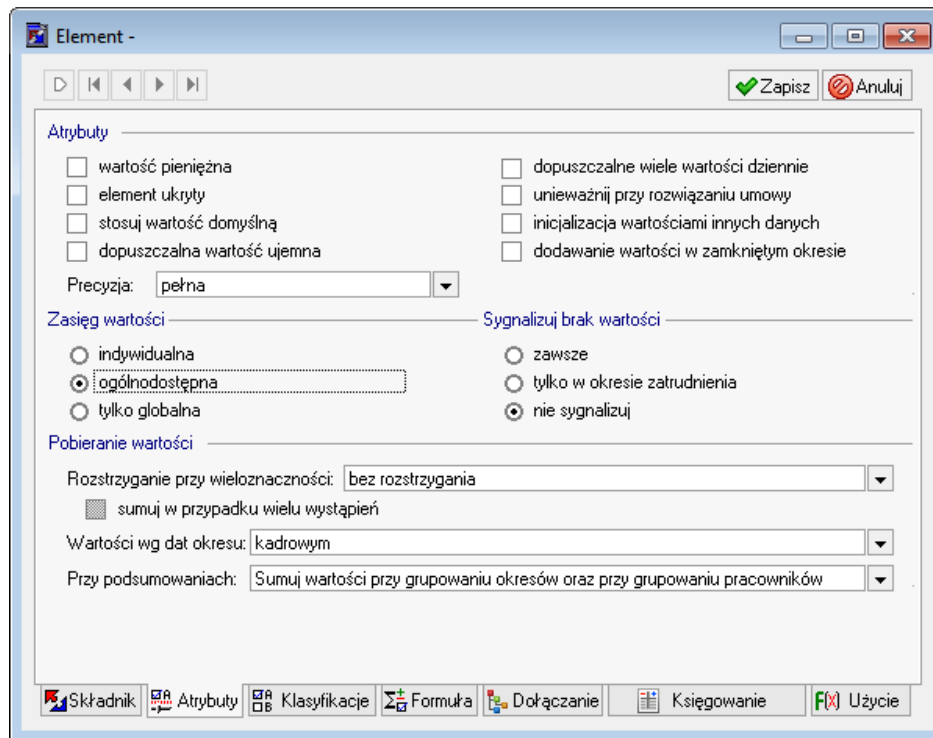 Element -
Zapisz Anuluj
Atrybuty
wartość pieniężna
dopuszczalne wiele wartości dziennie
element ukryty
unieważnij przy rozwiązaniu umowy
stosuj wartość domyślną
inicjalizacja wartościami innych danych
dopuszczalna wartość ujemna
dodawanie wartości w zamkniętym okresie
Precyzja: pełna
Zasięg wartości
Sygnalizuj brak wartości
indywidualna
zawsze
ogólnodostępna
tylko w okresie zatrudnienia
tylko globalna
nie sygnalizuj
Pobieranie wartości
Rozstrzyganie przy wieloznaczności: bez rozstrzygania
sumuj w przypadku wielu wystąpień
Wartości wg dat okresu: kadrowym
Przy podsumowaniach: Sumuj wartości przy grupowaniu okresów oraz przy grupowaniu pracowników
Składnik Atrybuty Klasyfikacje Formuła Dołączanie Księgowanie F(X) Użycie